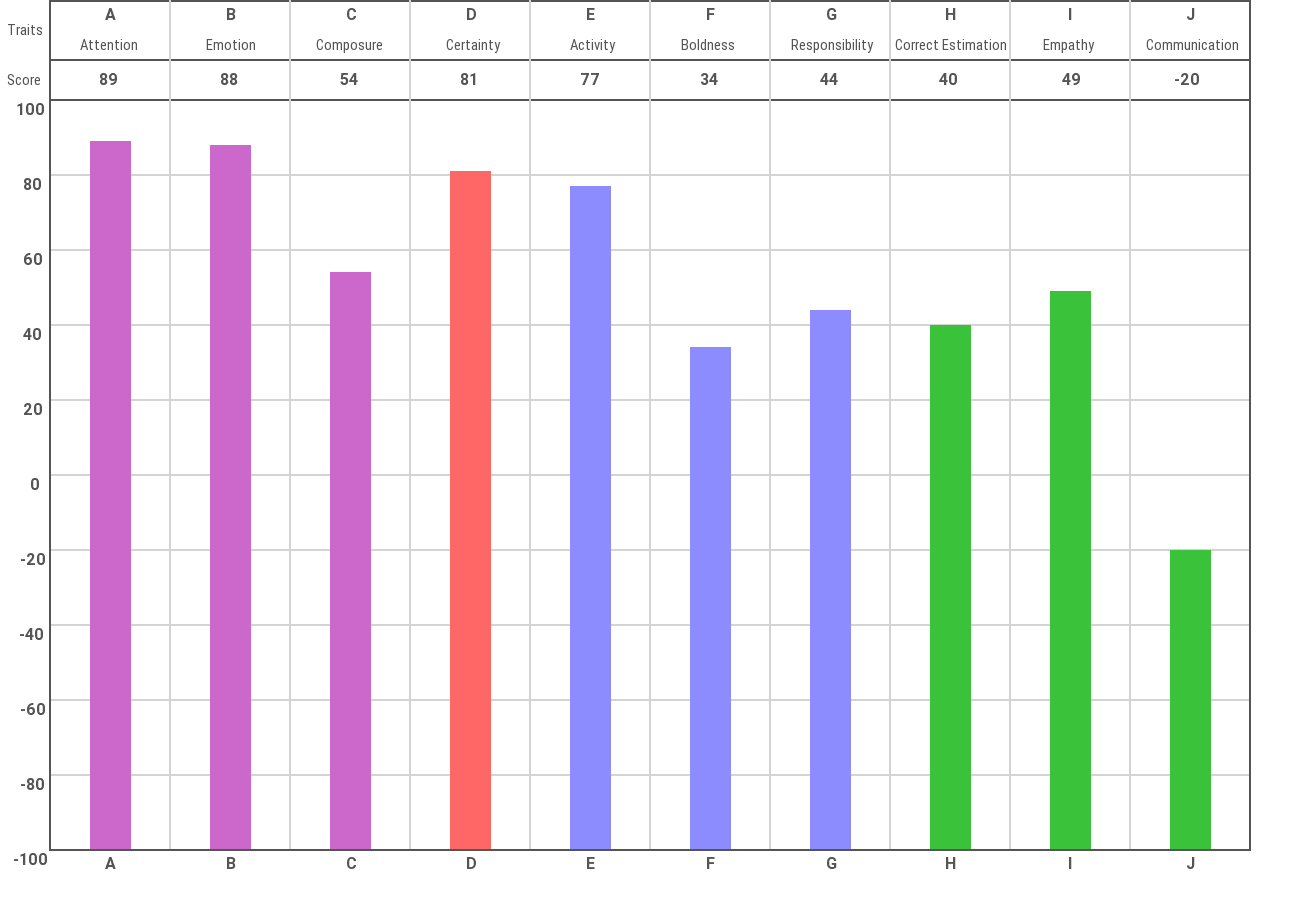 Traits A B C D E F G H I J
Attention Emotion Composure Certainty Activity Boldness Responsibility Correct Estimation Empathy Communication
Score 89 88 54 81 77 34 44 40 49 -20
100
80
60
40
20
0
-20
-40
-60
-80
-100
A B C D E F G H I J